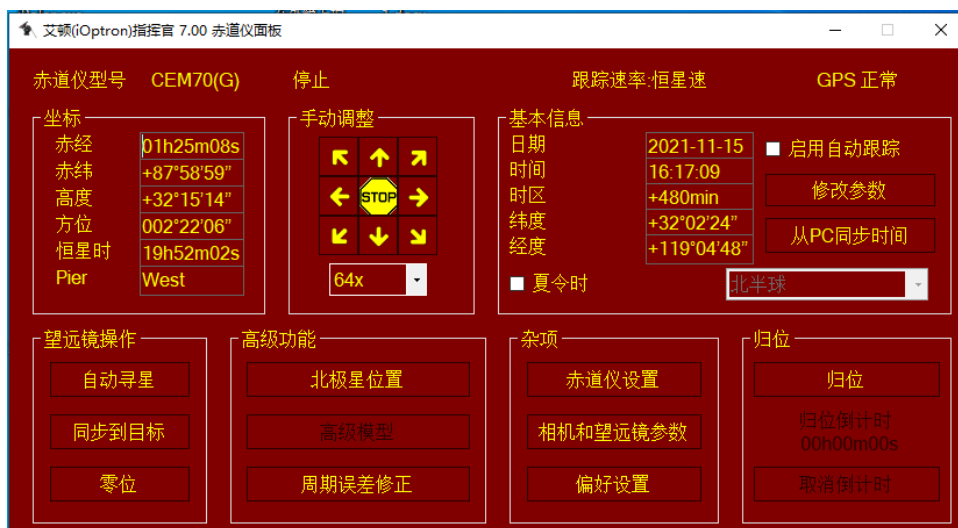 艾顿(iOptron)指挥官 7.00 赤道仪面板
赤道仪型号 CEM70(G) 停止 跟踪速率:恒星速 GPS 正常
坐标
赤经 01h25m08s
赤纬 +87°58'59"
高度 +32°15'14"
方位 002°22'06"
恒星时 19h52m02s
Pier West
手动调整
STOP
64x
基本信息
日期 2021-11-15
时间 16:17:09
时区 +480min
纬度 +32°02'24"
经度 +119°04'48"
夏令时
北半球
启用自动跟踪
修改参数
从PC同步时间
望远镜操作
自动寻星
同步到目标
零位
高级功能
北极星位置
高级模型
周期误差修正
杂项
赤道仪设置
相机和望远镜参数
偏好设置
归位
归位
归位倒计时
00h00m00s
取消倒计时